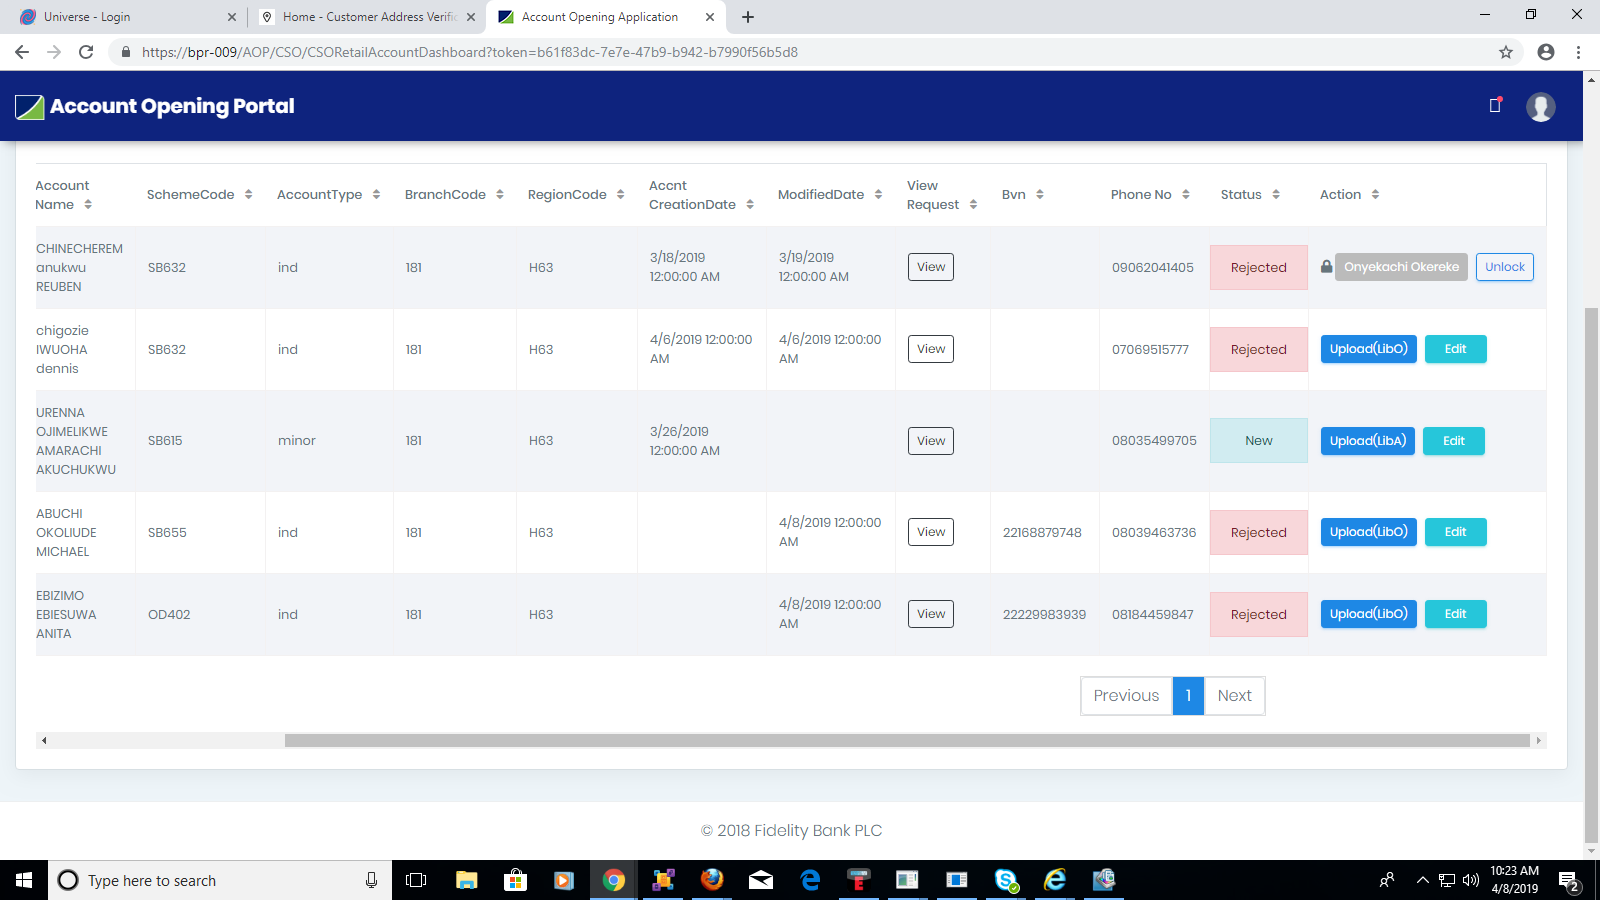 Universe - Login
Home - Customer Address Verific
Account Opening Application
https://bpr-009/AOP/CSO/CSORetailAccountDashboard?token=b61f83dc-7e7e-47b9-b942-b7990f56b5d8
Account Opening Portal
Account Name
SchemeCode
AccountType
BranchCode
RegionCode
Accnt CreationDate
ModifiedDate
View Request
Bvn
Phone No
Status
Action
CHINECHEREM anukwu REUBEN
SB632
ind
181
H63
3/18/2019 12:00:00 AM
3/19/2019 12:00:00 AM
View
09062041405
Rejected
Onyekachi Okereke
Unlock
chigozie IWUOHA dennis
SB632
ind
181
H63
4/6/2019 12:00:00 AM
4/6/2019 12:00:00 AM
View
07069515777
Rejected
Upload(LibO)
Edit
URENNA OJIMELIKWE AMARACHI AKUCHUKWU
SB615
minor
181
H63
3/26/2019 12:00:00 AM
View
08035499705
New
Upload(LibA)
Edit
ABUCHI OKOLIUDE MICHAEL
SB655
ind
181
H63
4/8/2019 12:00:00 AM
View
22168879748
08039463736
Rejected
Upload(LibO)
Edit
EBIZIMO EBIESUWA ANITA
OD402
ind
181
H63
4/8/2019 12:00:00 AM
View
22229983939
08184459847
Rejected
Upload(LibO)
Edit
Previous
1
Next
© 2018 Fidelity Bank PLC
Type here to search
10:23 AM
4/8/2019
2